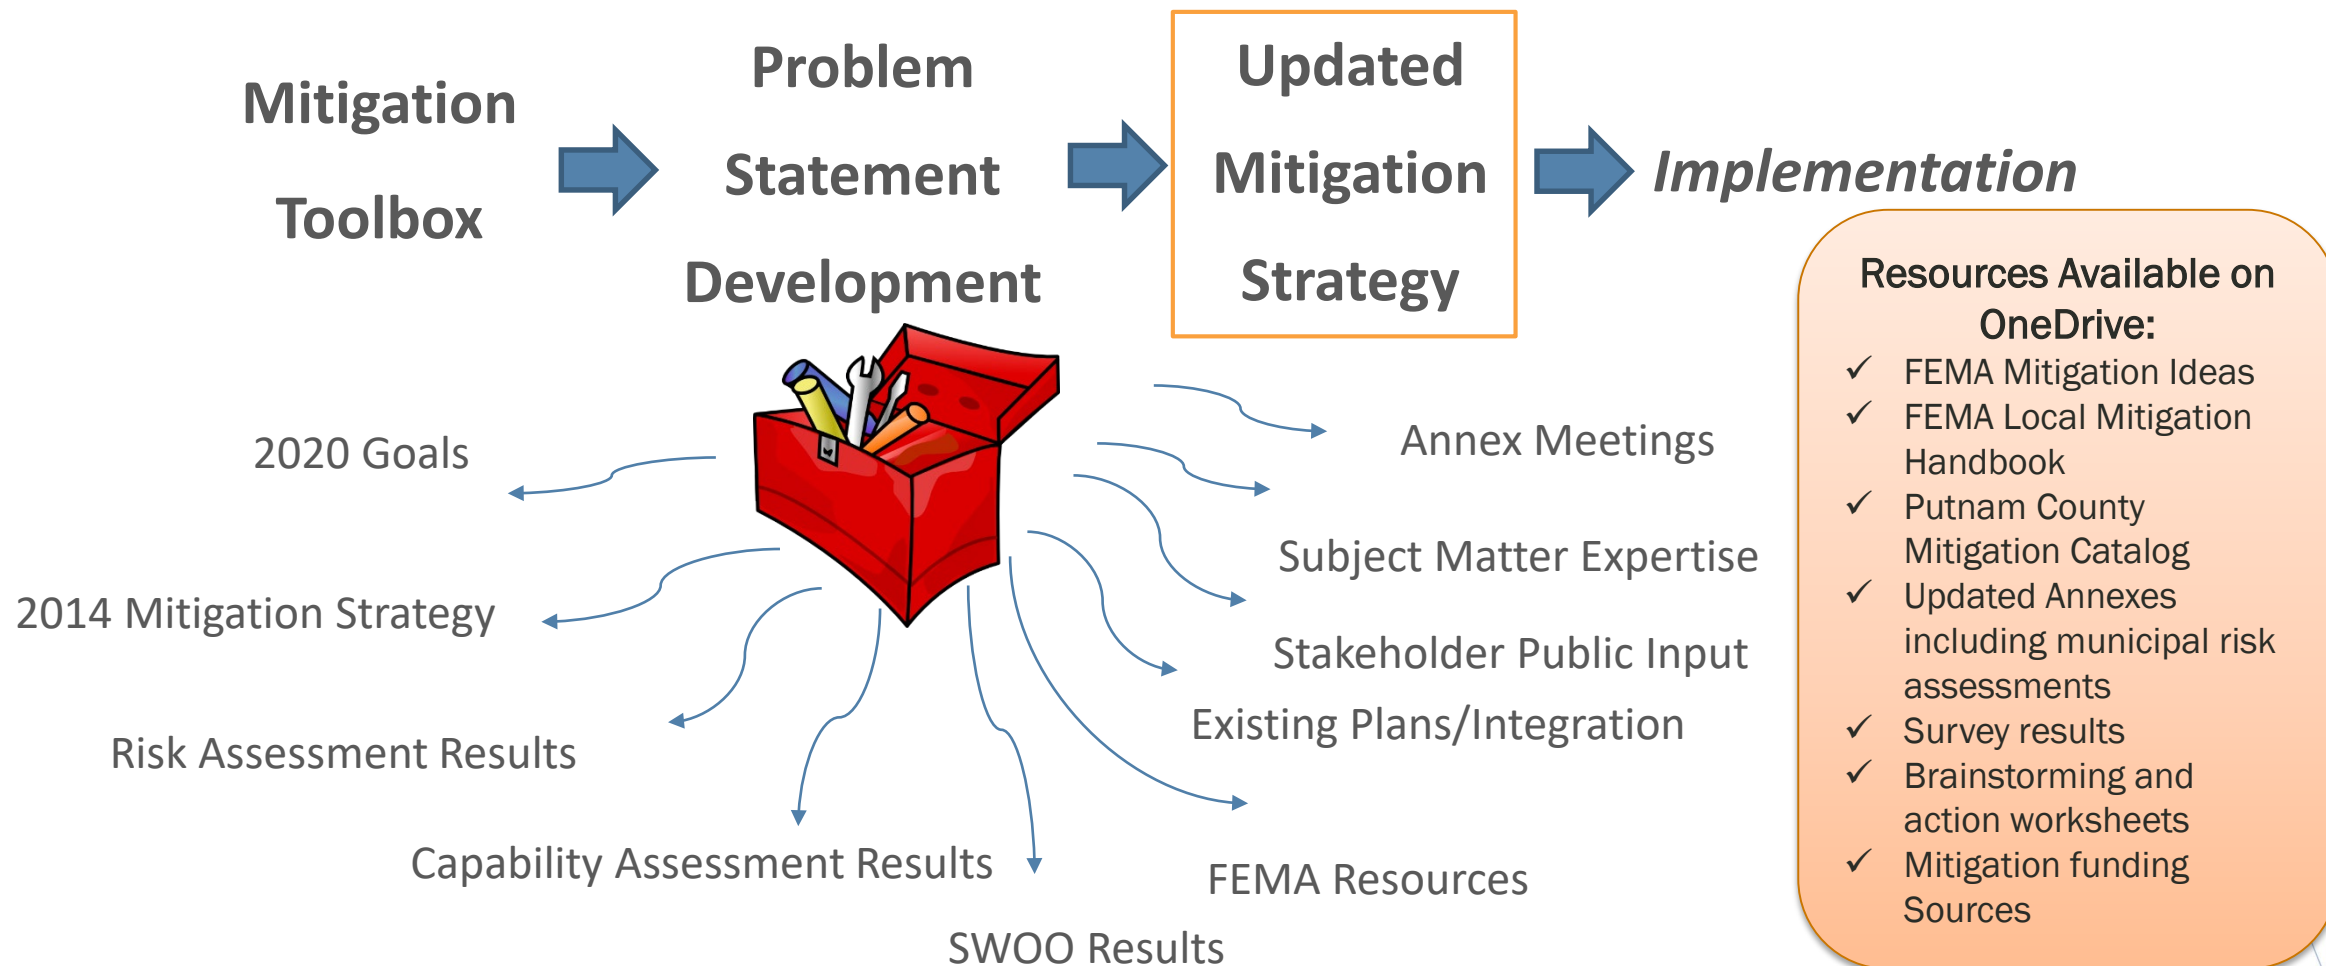 Mitigation
Toolbox
Problem
Statement
Development
Updated
Mitigation
Strategy
Implementation
2020 Goals
2014 Mitigation Strategy
Risk Assessment Results
Capability Assessment Results
SWOO Results
FEMA Resources
Existing Plans/Integration
Stakeholder Public Input
Subject Matter Expertise
Annex Meetings
Resources Available on
OneDrive:
✓ FEMA Mitigation Ideas
✓ FEMA Local Mitigation
Handbook
✓ Putnam County
Mitigation Catalog
✓ Updated Annexes
including municipal risk
assessments
✓ Survey results
✓ Brainstorming and
action worksheets
✓ Mitigation funding
Sources